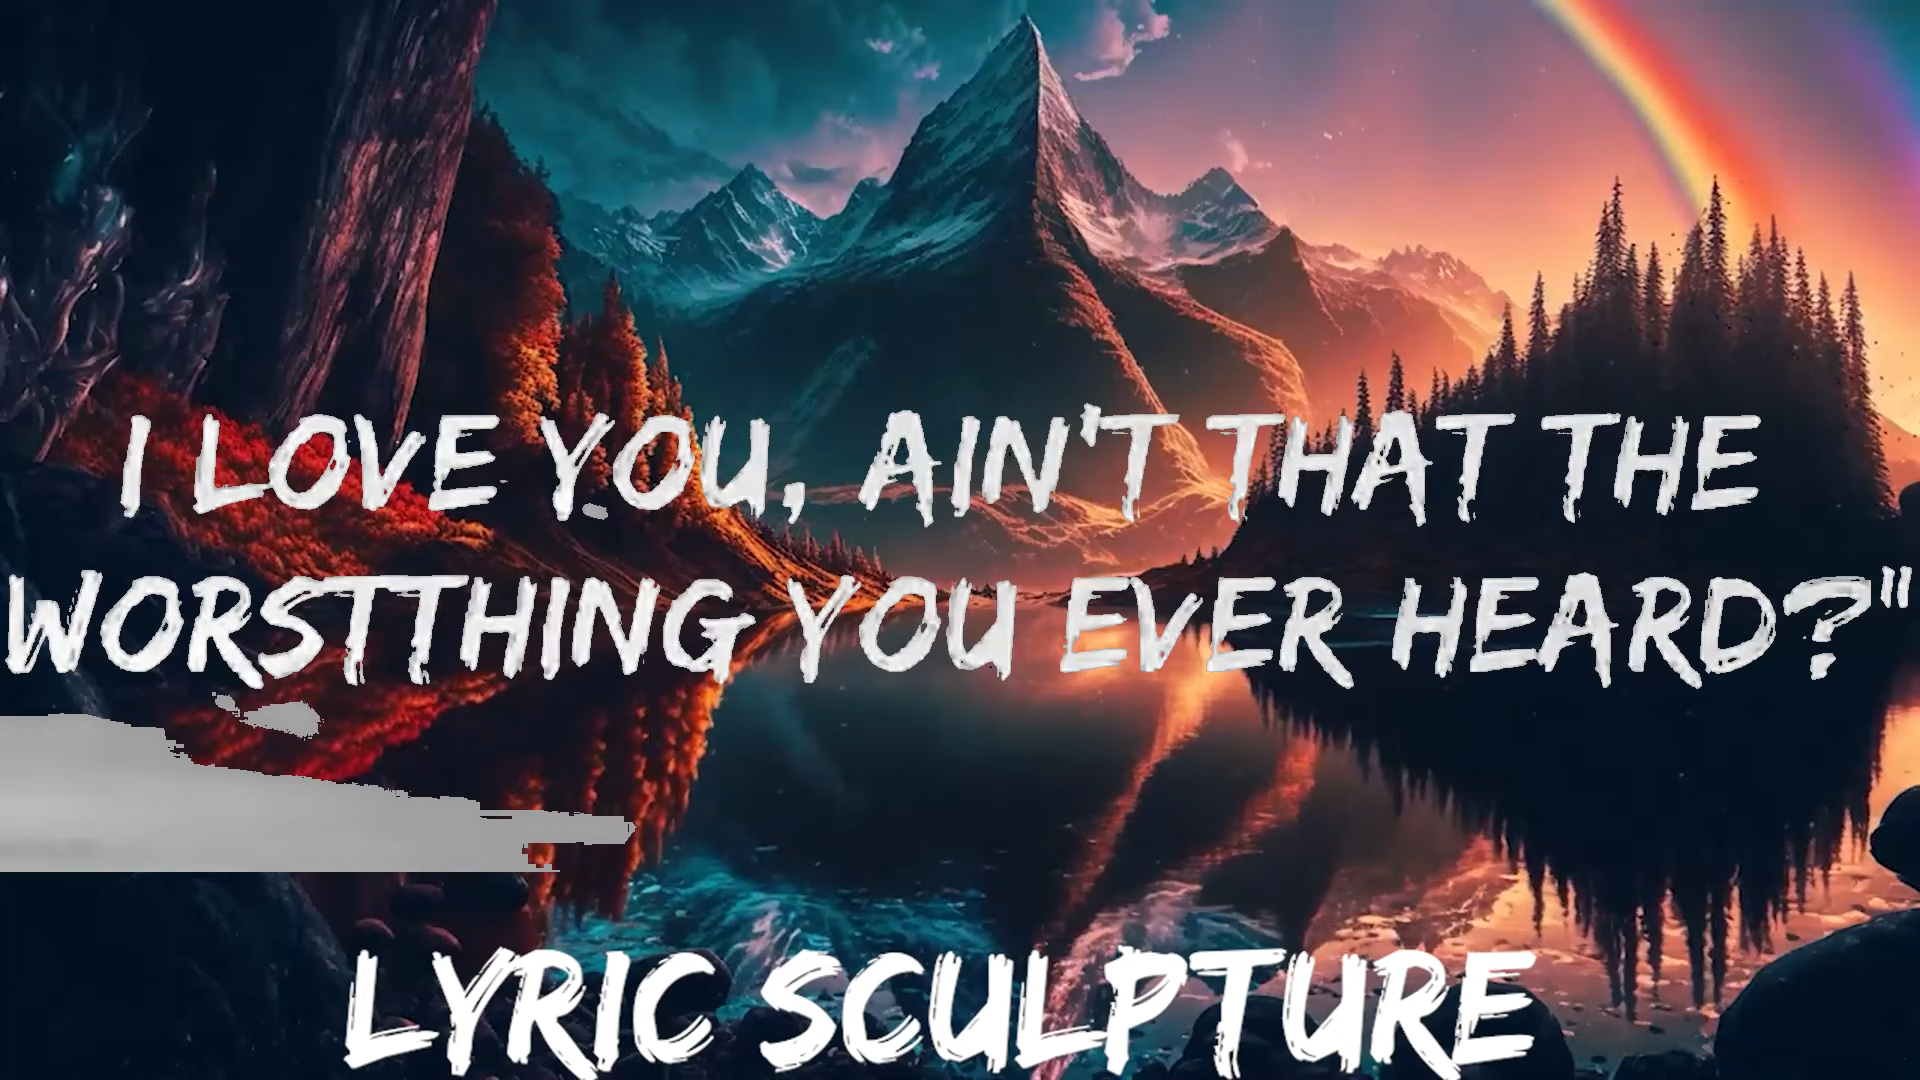 I LOVE YOU, AIN'T THAT THE
WORSTTHING YOU EVER HEARD?"
LYRIC SCULPTURE